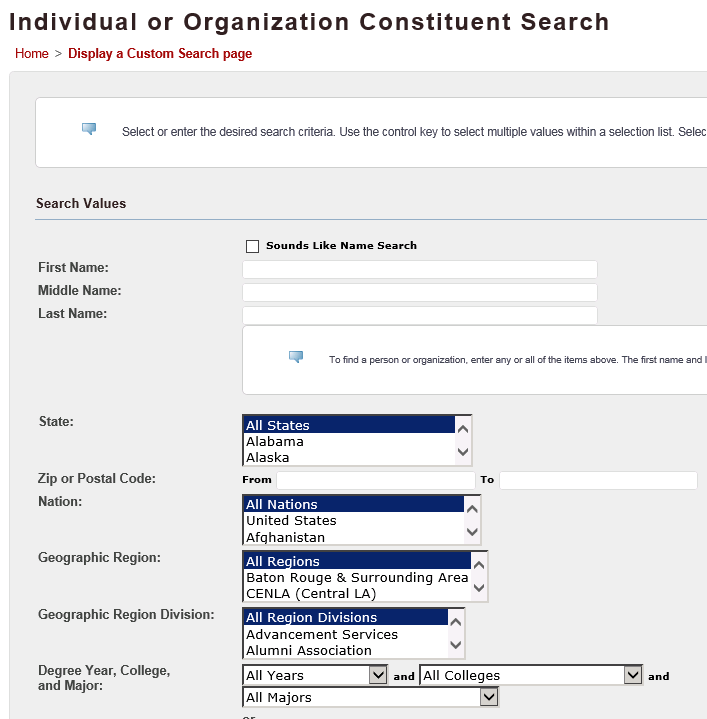 Individual or Organization Constituent Search
Home > Display a Custom Search page
Select or enter the desired search criteria. Use the control key to select multiple values within a selection list. Selec
Search Values
Sounds Like Name Search
First Name:
Middle Name:
Last Name:
To find a person or organization, enter any or all of the items above. The first name and l
State:
All States
Alabama
Alaska
Zip or Postal Code: From To
Nation:
All Nations
United States
Afghanistan
Geographic Region:
All Regions
Baton Rouge & Surrounding Area
CENLA (Central LA)
Geographic Region Division:
All Region Divisions
Advancement Services
Alumni Association
Degree Year, College,
and Major:
All Years and All Colleges and
All Majors